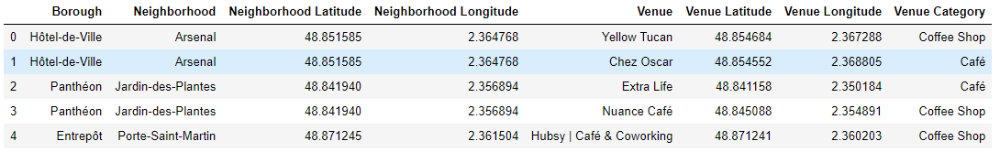 Borough Neighborhood Neighborhood Latitude Neighborhood Longitude Venue Venue Latitude Venue Longitude Venue Category
0 Hôtel-de-Ville Arsenal 48.851585 2.364768 Yellow Tucan 48.854684 2.367288 Coffee Shop
1 Hôtel-de-Ville Arsenal 48.851585 2.364768 Chez Oscar 48.854552 2.368805 Café
2 Panthéon Jardin-des-Plantes 48.841940 2.356894 Extra Life 48.841158 2.350184 Café
3 Panthéon Jardin-des-Plantes 48.841940 2.356894 Nuance Café 48.845088 2.354891 Coffee Shop
4 Entrepôt Porte-Saint-Martin 48.871245 2.361504 Hubsy | Café & Coworking 48.871241 2.360203 Coffee Shop